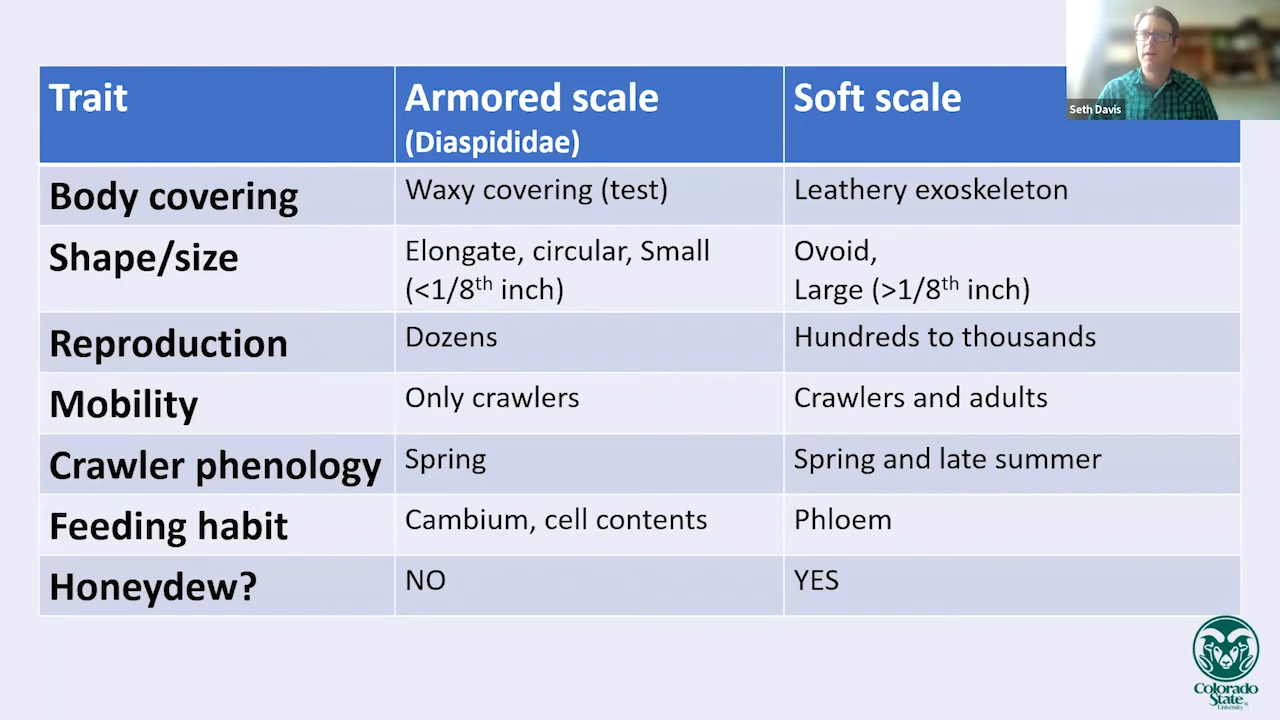 Trait
Armored scale
(Diaspididae)
Soft scale
Seth Davis
Body covering
Waxy covering (test)
Leathery exoskeleton
Shape/size
Elongate, circular, Small
(<1/8th inch)
Ovoid,
Large (>1/8th inch)
Reproduction
Dozens
Hundreds to thousands
Mobility
Only crawlers
Crawlers and adults
Crawler phenology
Spring
Spring and late summer
Feeding habit
Cambium, cell contents
Phloem
Honeydew?
NO
YES
Colorado
State
University